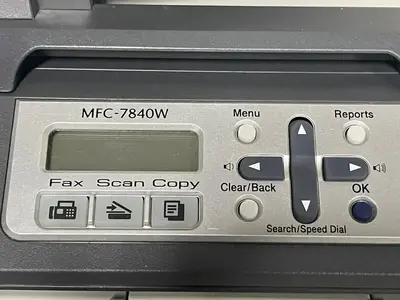 MFC-7840W
Menu
Reports
Fax Scan Copy
Clear/Back
OK
Search/Speed Dial